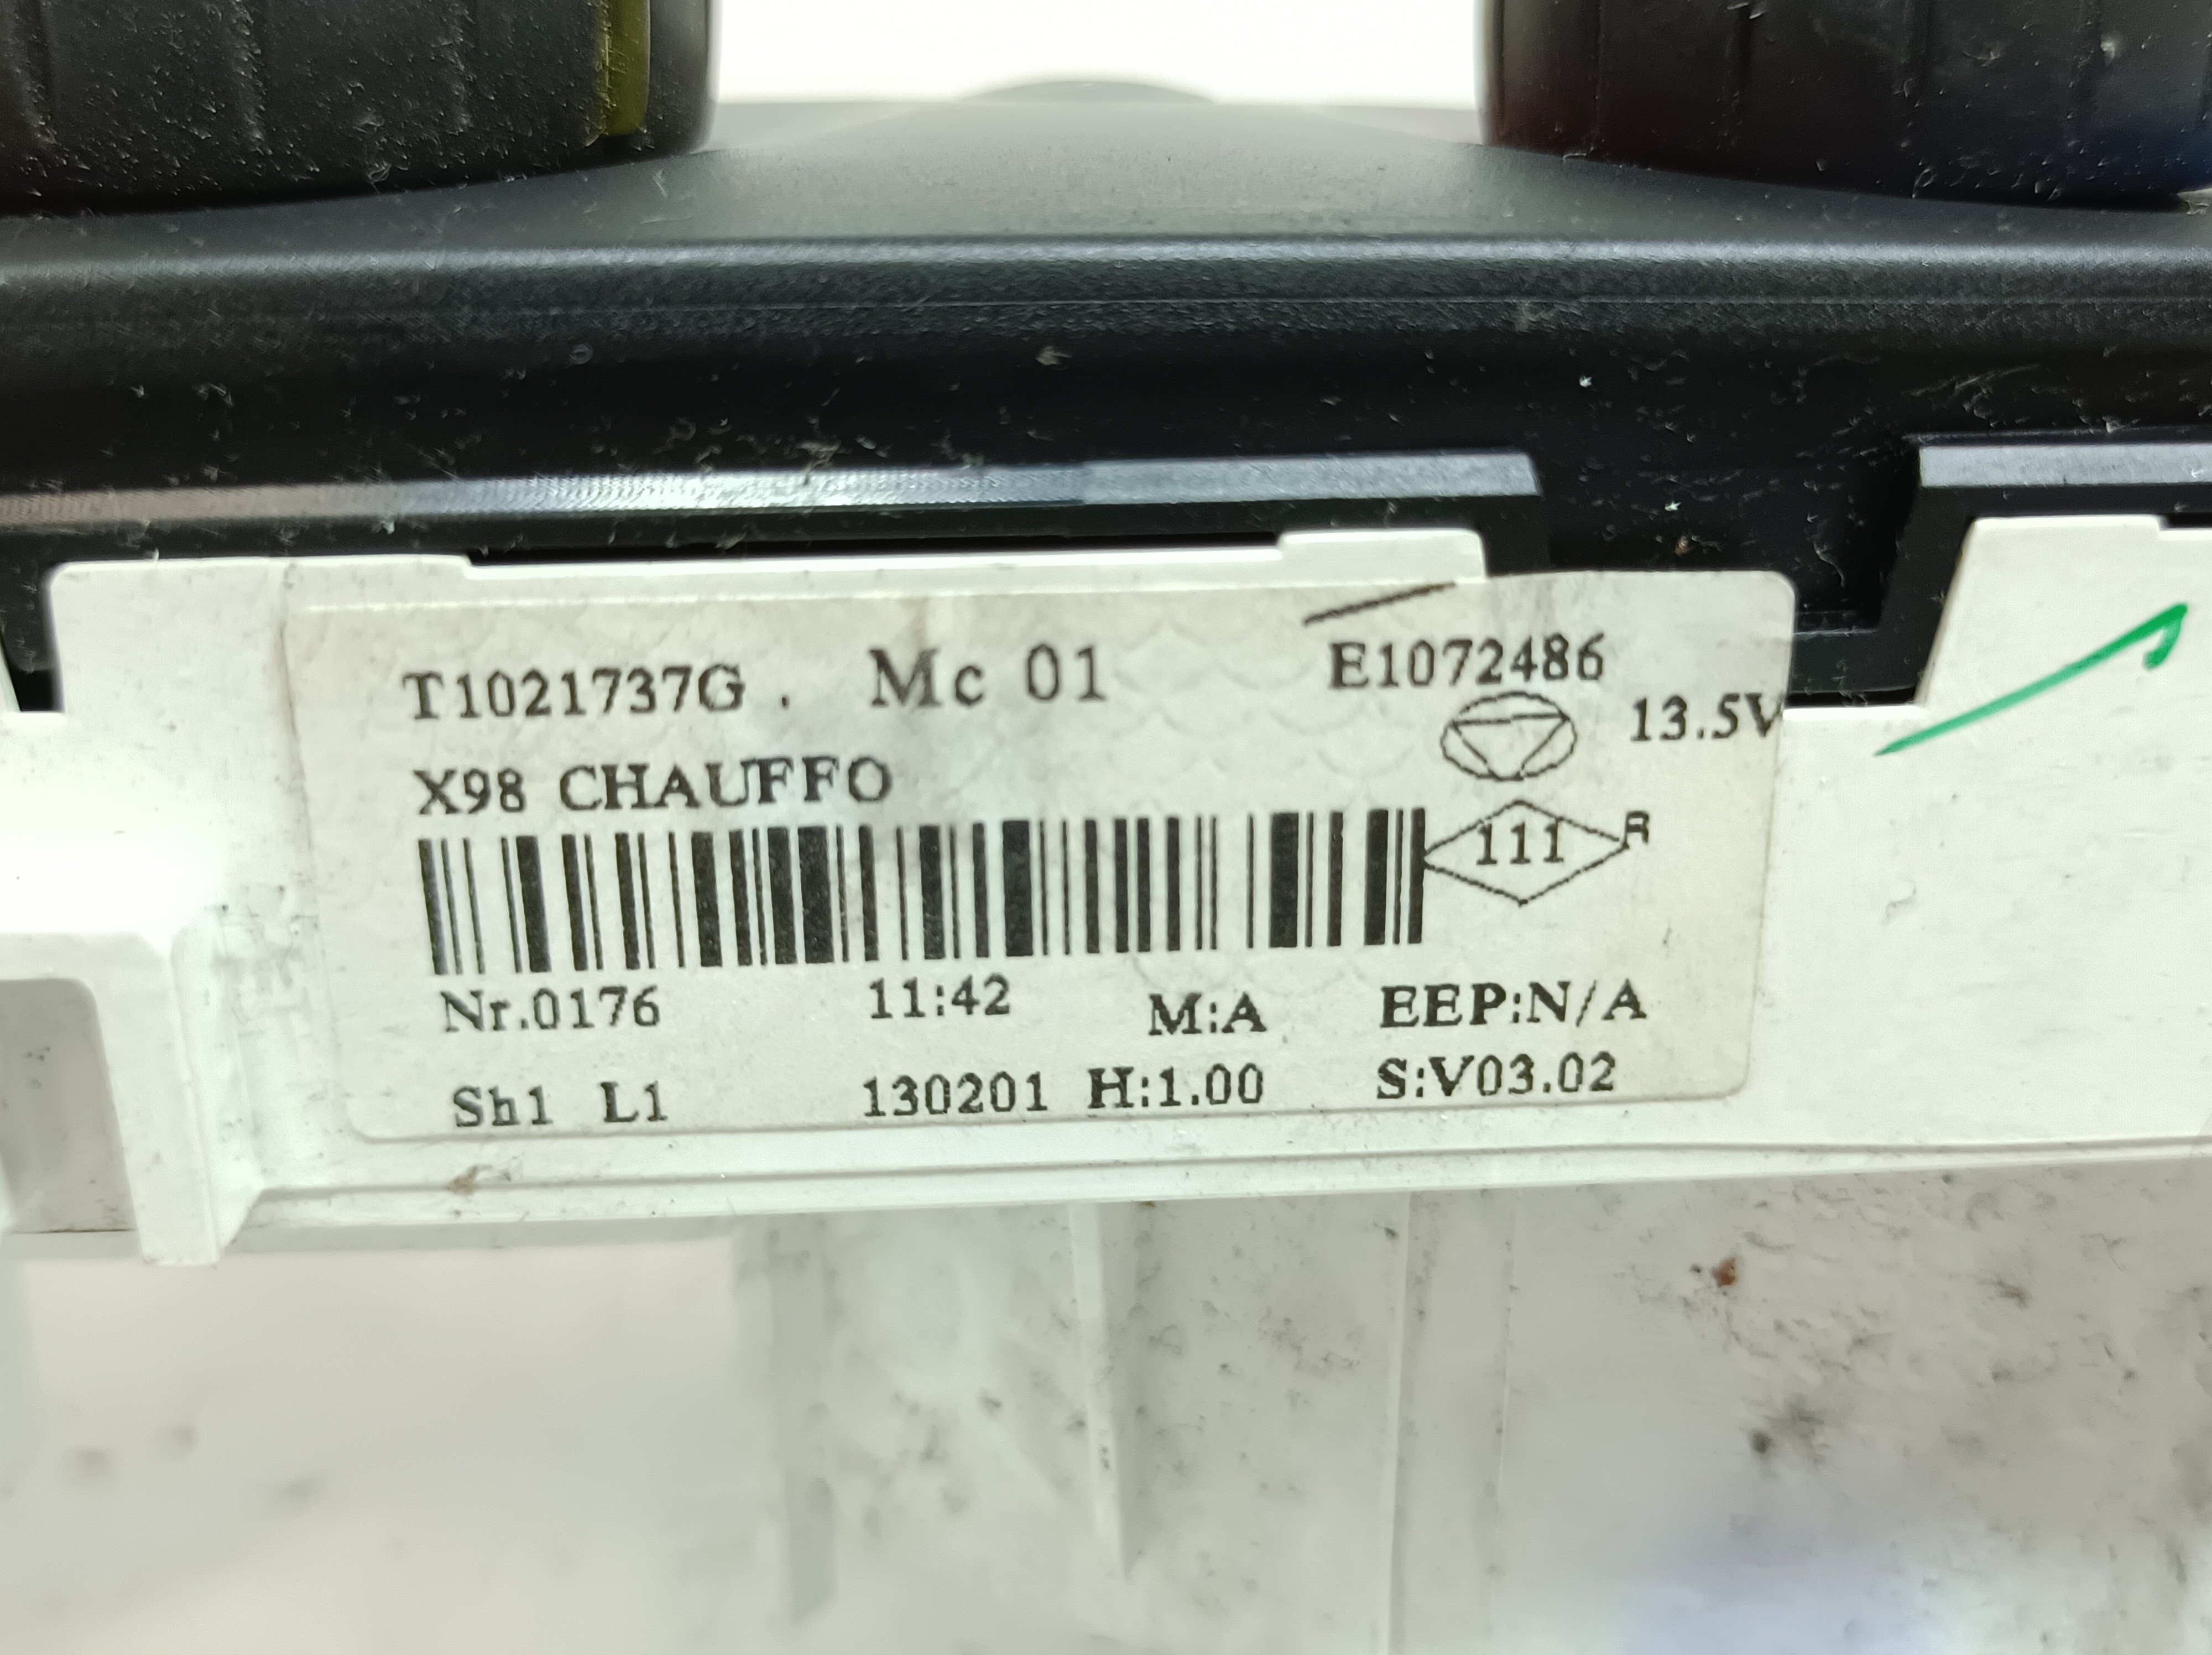 T1021737G . Mc 01 E1072486
13.5V
X98 CHAUFFO
111 R
Nr.0176 11:42 M:A EEP:N/A
Sh1 L1 130201 H:1.00 S:V03.02